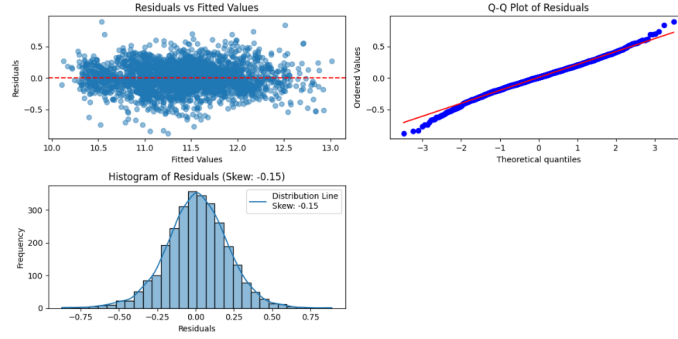 Residuals vs Fitted Values
Residuals
0.5
0.0
−0.5
10.0 10.5 11.0 11.5 12.0 12.5 13.0
Fitted Values
Q-Q Plot of Residuals
Ordered Values
0.5
0.0
−0.5
−3 −2 −1 0 1 2 3
Theoretical quantiles
Histogram of Residuals (Skew: -0.15)
Distribution Line
Skew: -0.15
Frequency
300
200
100
0
−0.75 −0.50 −0.25 0.00 0.25 0.50 0.75
Residuals